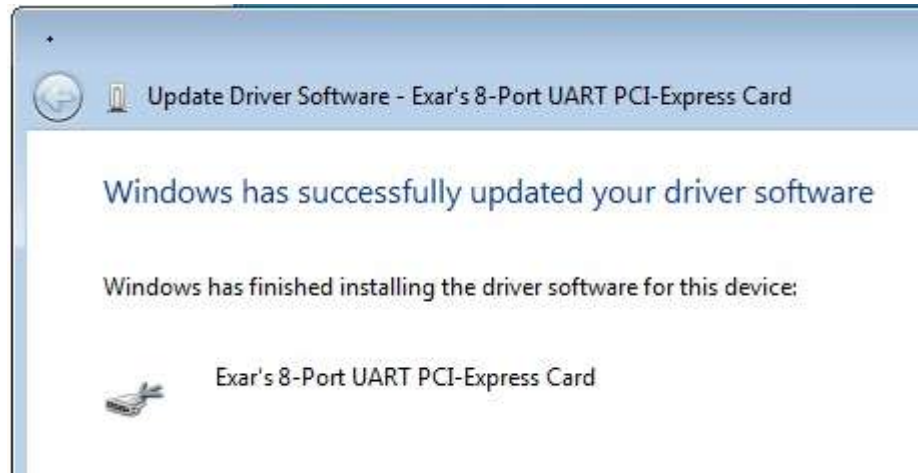 Update Driver Software - Exar's 8-Port UART PCI-Express Card
Windows has successfully updated your driver software
Windows has finished installing the driver software for this device:
Exar's 8-Port UART PCI-Express Card